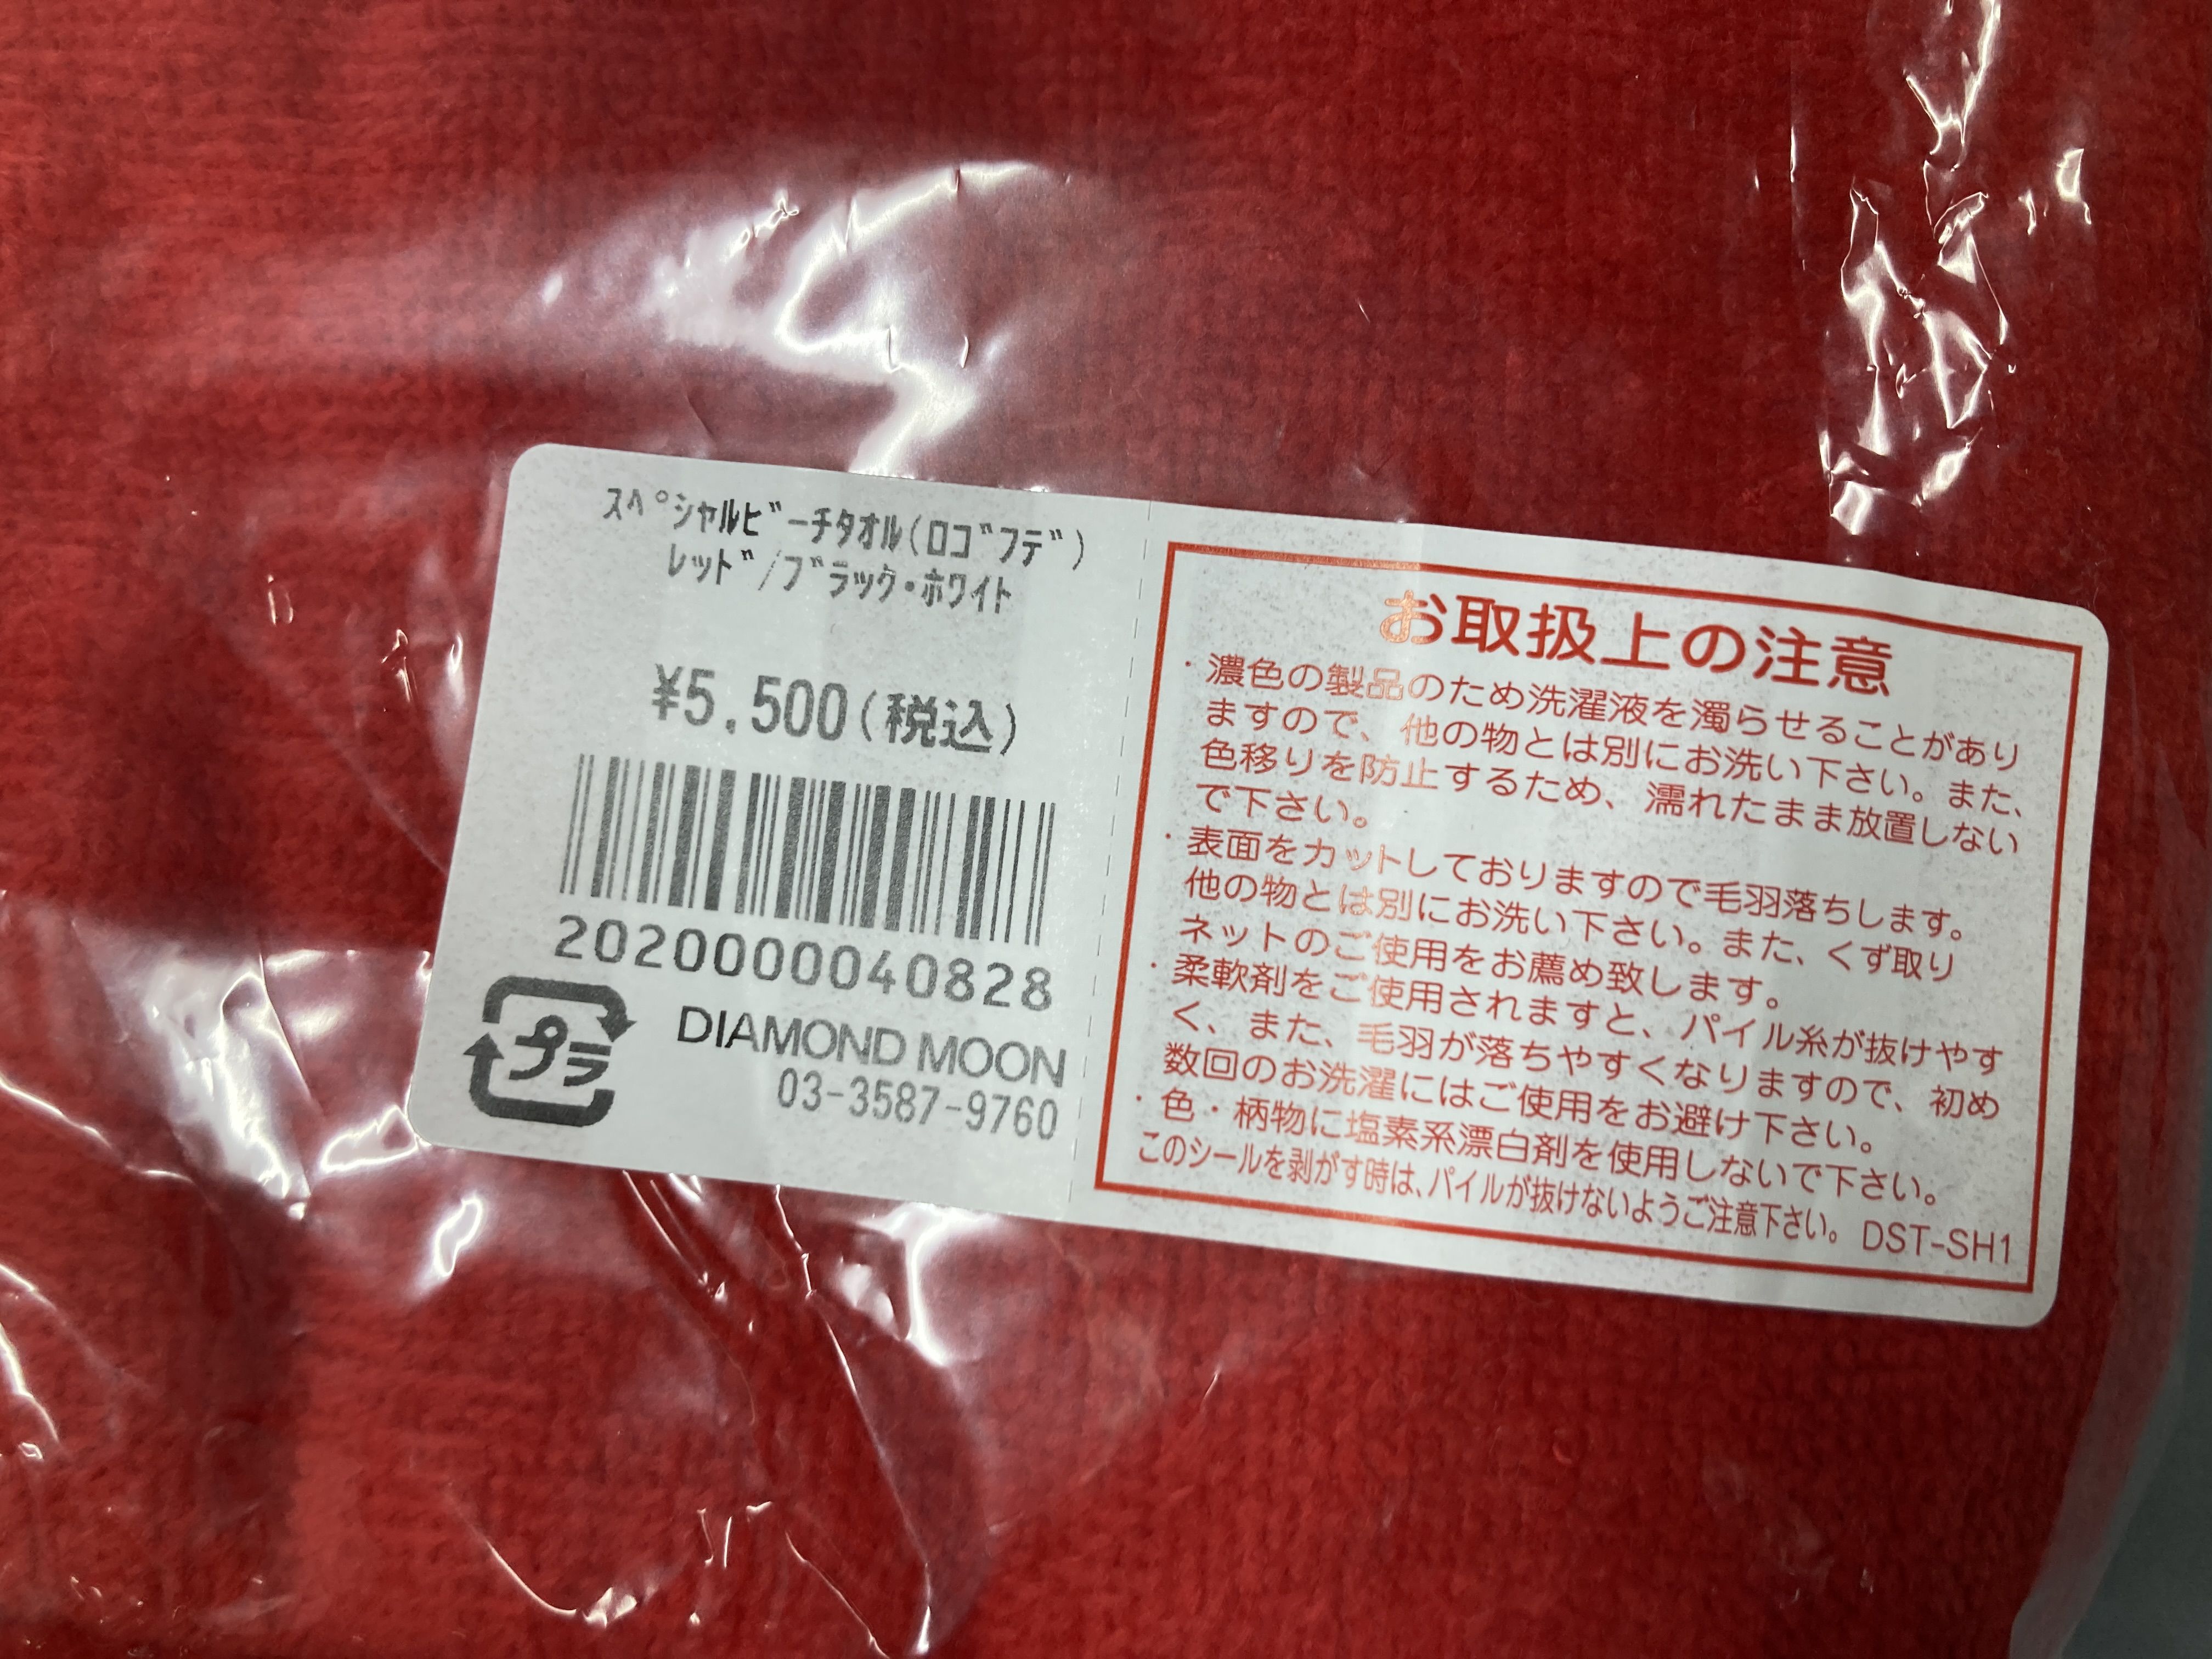 ｽﾍﾟｼｬﾙﾋﾞｰﾁﾀｵﾙ(ﾛｺﾞﾌﾃﾞ)
ﾚｯﾄﾞ/ﾌﾞﾗｯｸ・ﾎﾜｲﾄ
¥5,500(税込)
2020000040828
プラ
DIAMOND MOON
03-3587-9760
お取扱上の注意
・濃色の製品のため洗濯液を濁らせることがあり
ますので、他の物とは別にお洗い下さい。また、
色移りを防止するため、濡れたまま放置しない
で下さい。
・表面をカットしておりますので毛羽落ちします。
他の物とは別にお洗い下さい。また、くず取り
ネットのご使用をお薦め致します。
・柔軟剤をご使用されますと、パイル糸が抜けやす
く、また、毛羽が落ちやすくなりますので、初め
数回のお洗濯にはご使用をお避け下さい。
・色・柄物に塩素系漂白剤を使用しないで下さい。
このシールを剥がす時は、パイルが抜けないようご注意下さい。 DST-SH1